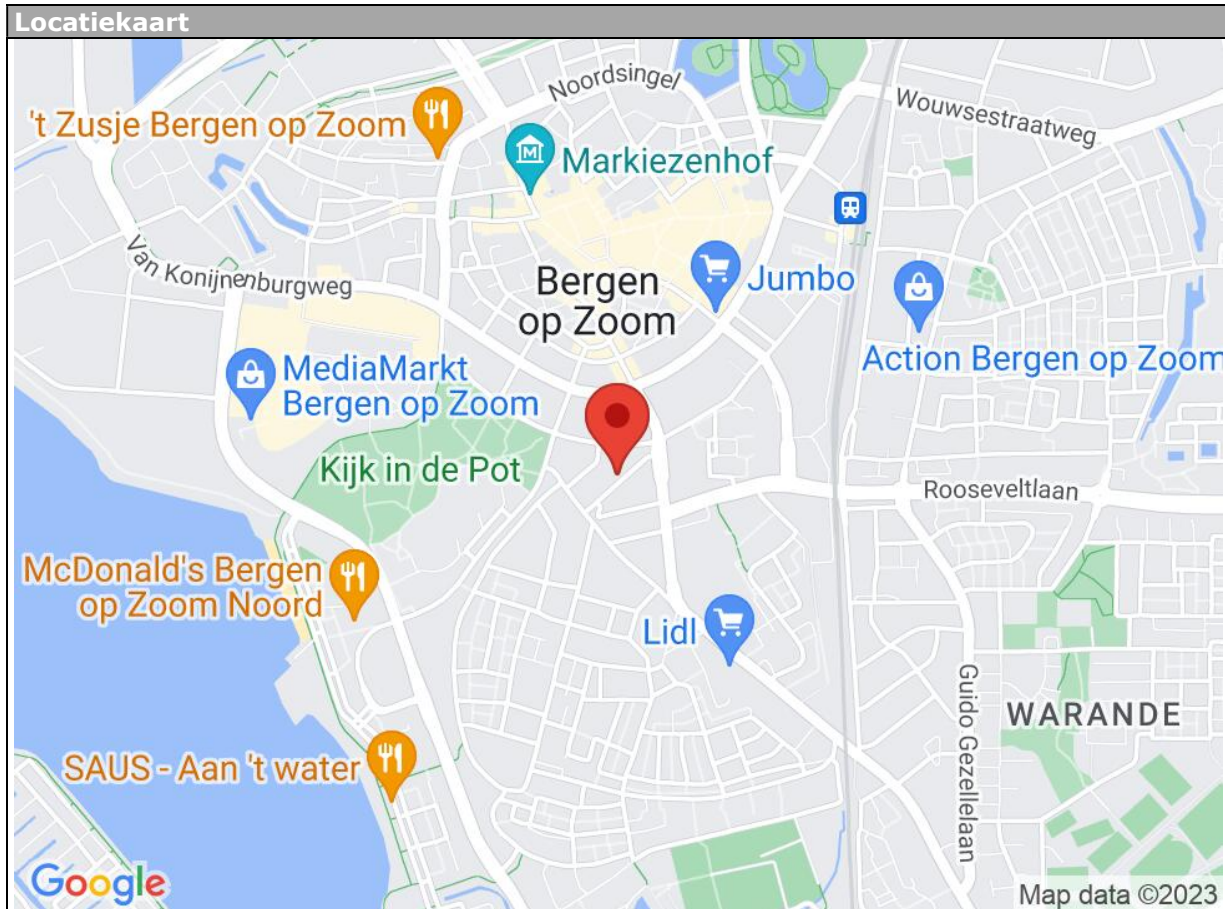 Locatiekaart
Noordsingel
Wouwsestraatweg
't Zusje Bergen op Zoom
Markiezenhof
Van Konijnenburgweg
Bergen
op Zoom
Jumbo
Action Bergen op Zoom
MediaMarkt
Bergen op Zoom
Kijk in de Pot
Rooseveltlaan
McDonald's Bergen
op Zoom Noord
Lidl
Guido Gezellelaan
WARANDE
SAUS - Aan 't water
Google
Map data ©2023